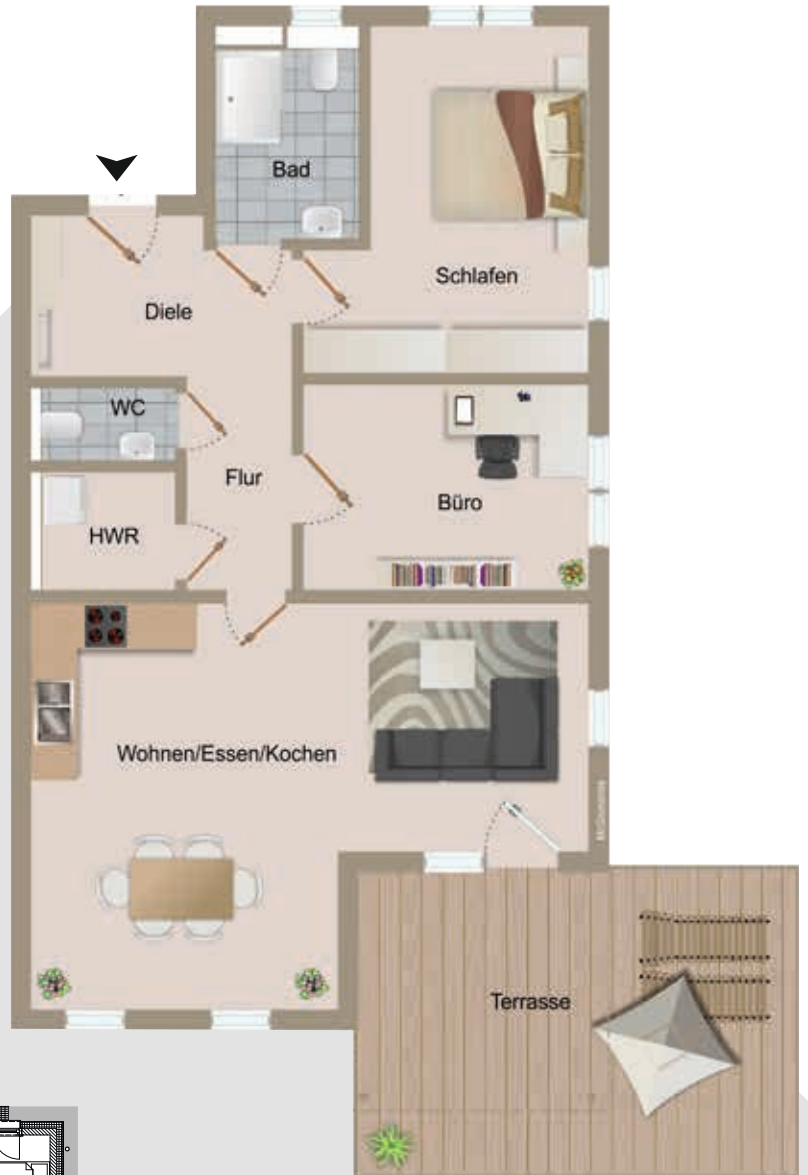 Bad
Schlafen
Diele
WC
Flur
Büro
HWR
Wohnen/Essen/Kochen
Terrasse